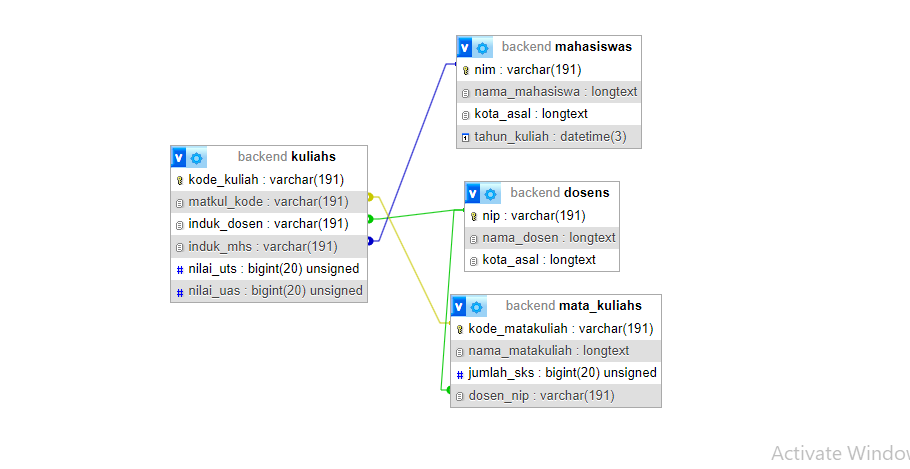 backend mahasiswas
nim : varchar(191)
nama_mahasiswa : longtext
kota_asal : longtext
tahun_kuliah : datetime(3)
backend kuliahs
kode_kuliah : varchar(191)
matkul_kode : varchar(191)
induk_dosen : varchar(191)
induk_mhs : varchar(191)
nilai_uts : bigint(20) unsigned
nilai_uas : bigint(20) unsigned
backend dosens
nip : varchar(191)
nama_dosen : longtext
kota_asal : longtext
backend mata_kuliahs
kode_matakuliah : varchar(191)
nama_matakuliah : longtext
jumlah_sks : bigint(20) unsigned
dosen_nip : varchar(191)
Activate Window